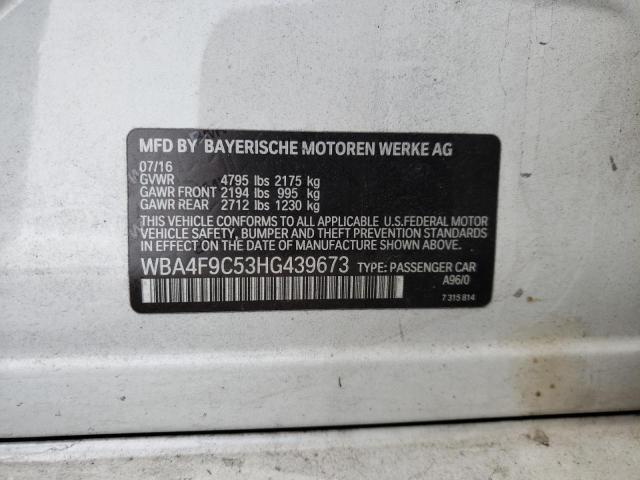 MFD BY BAYERISCHE MOTOREN WERKE AG
07/16
GVWR 4795 lbs 2175 kg
GAWR FRONT 2194 lbs 995 kg
GAWR REAR 2712 lbs 1230 kg
THIS VEHICLE CONFORMS TO ALL APPLICABLE U.S.FEDERAL MOTOR
VEHICLE SAFETY, BUMPER AND THEFT PREVENTION STANDARDS
IN EFFECT ON THE DATE OF MANUFACTURE SHOWN ABOVE.
WBA4F9C53HG439673 TYPE: PASSENGER CAR
A96/0
7 315 814